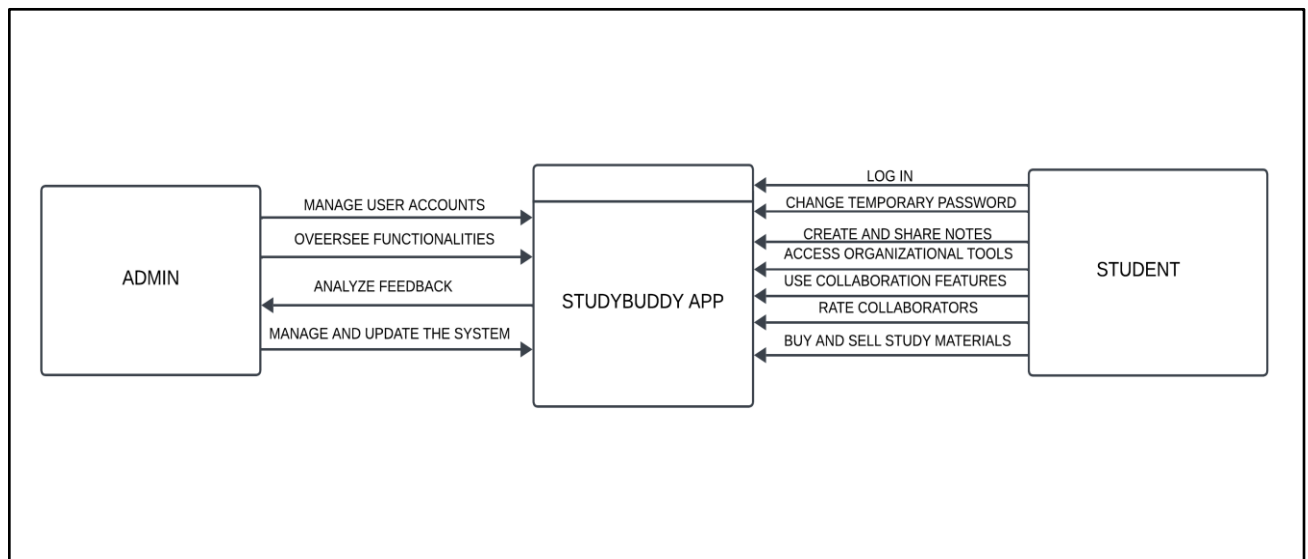 ADMIN
MANAGE USER ACCOUNTS
OVEERSEE FUNCTIONALITIES
ANALYZE FEEDBACK
MANAGE AND UPDATE THE SYSTEM
STUDYBUDDY APP
LOG IN
CHANGE TEMPORARY PASSWORD
CREATE AND SHARE NOTES
ACCESS ORGANIZATIONAL TOOLS
USE COLLABORATION FEATURES
RATE COLLABORATORS
BUY AND SELL STUDY MATERIALS
STUDENT